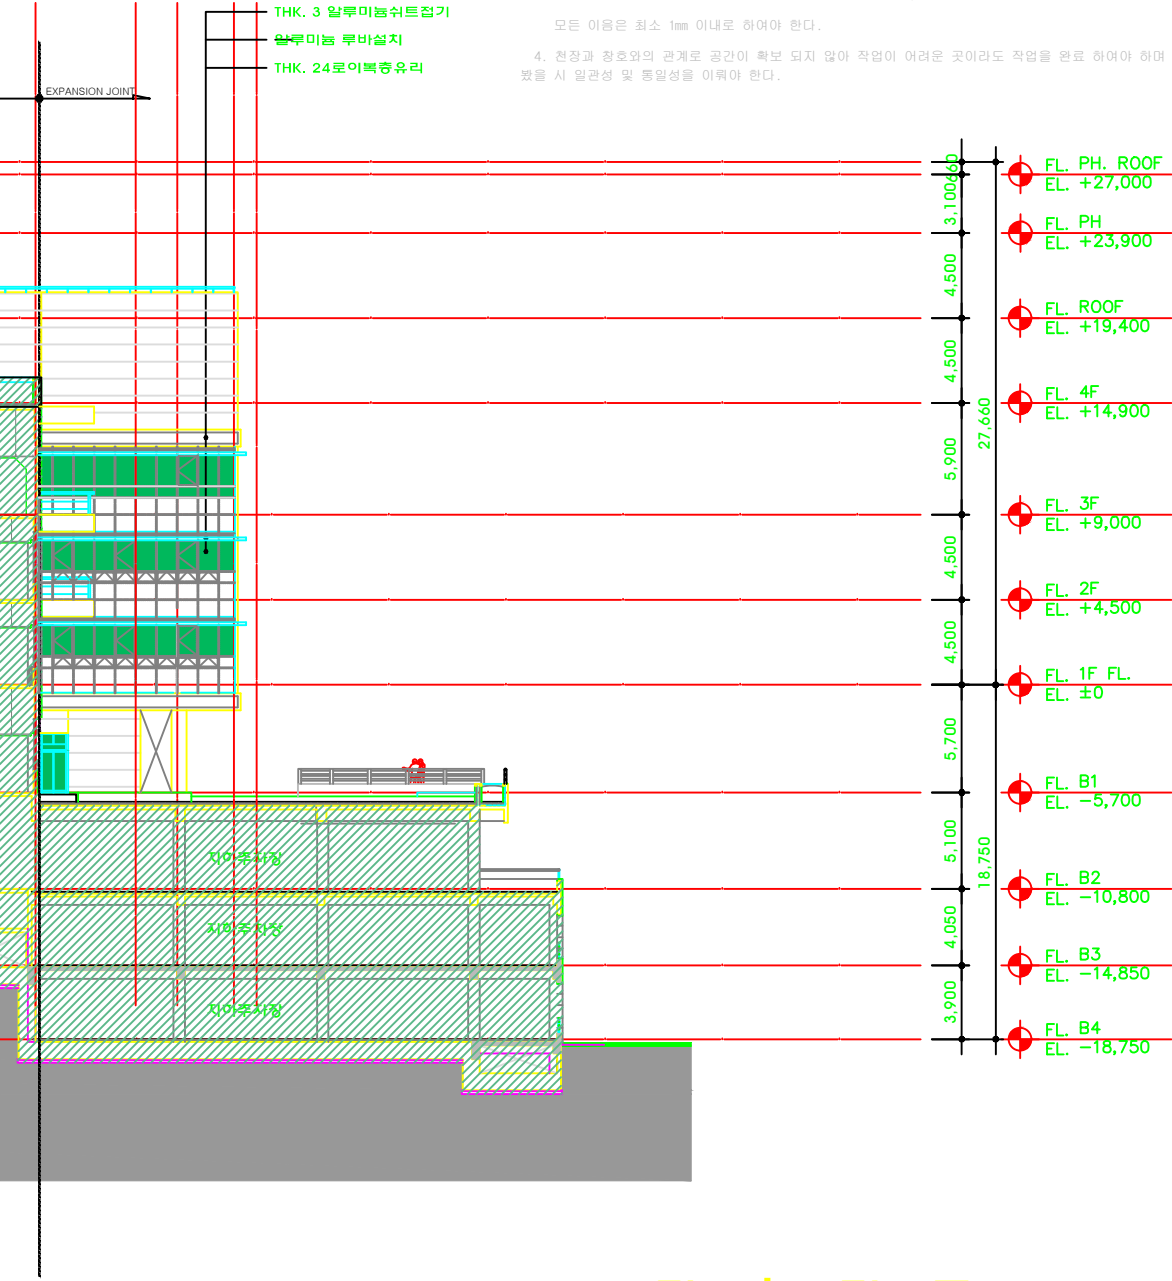 THK. 3 알루미늄쉬트접기
알루미늄 루바설치
THK. 24로이복층유리
모든 이음은 최소 1mm 이내로 하여야 한다.
4. 천장과 창호와의 관계로 공간이 확보 되지 않아 작업이 어려운 곳이라도 작업을 완료 하여야 하며
봤을 시 일관성 및 통일성을 이뤄야 한다.
EXPANSION JOINT
660
3,100
4,500
4,500
5,900
4,500
4,500
5,700
5,100
4,050
3,900
27,660
18,750
FL. PH. ROOF
EL. +27,000
FL. PH
EL. +23,900
FL. ROOF
EL. +19,400
FL. 4F
EL. +14,900
FL. 3F
EL. +9,000
FL. 2F
EL. +4,500
FL. 1F FL.
EL. ±0
FL. B1
EL. -5,700
FL. B2
EL. -10,800
FL. B3
EL. -14,850
FL. B4
EL. -18,750
지하주차장
지하주차장
지하주차장